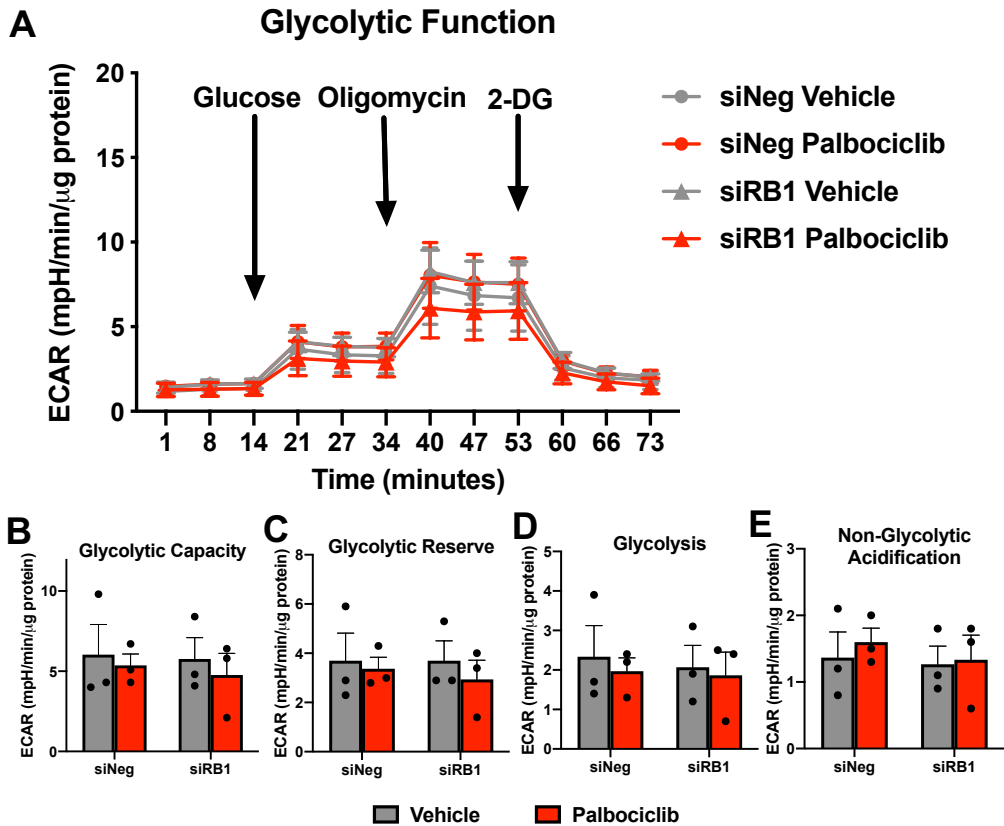 A
Glycolytic Function
ECAR (mpH/min/µg protein)
20
15
10
5
0
Glucose
Oligomycin
2-DG
siNeg Vehicle
siNeg Palbociclib
siRB1 Vehicle
siRB1 Palbociclib
1 8 14 21 27 34 40 47 53 60 66 73
Time (minutes)
B
Glycolytic Capacity
ECAR (mpH/min/µg protein)
10
5
0
siNeg siRB1
C
Glycolytic Reserve
ECAR (mpH/min/µg protein)
8
6
4
2
0
siNeg siRB1
D
Glycolysis
ECAR (mpH/min/µg protein)
5
4
3
2
1
0
siNeg siRB1
E
Non-Glycolytic
Acidification
ECAR (mpH/min/µg protein)
3
2
1
0
siNeg siRB1
Vehicle Palbociclib